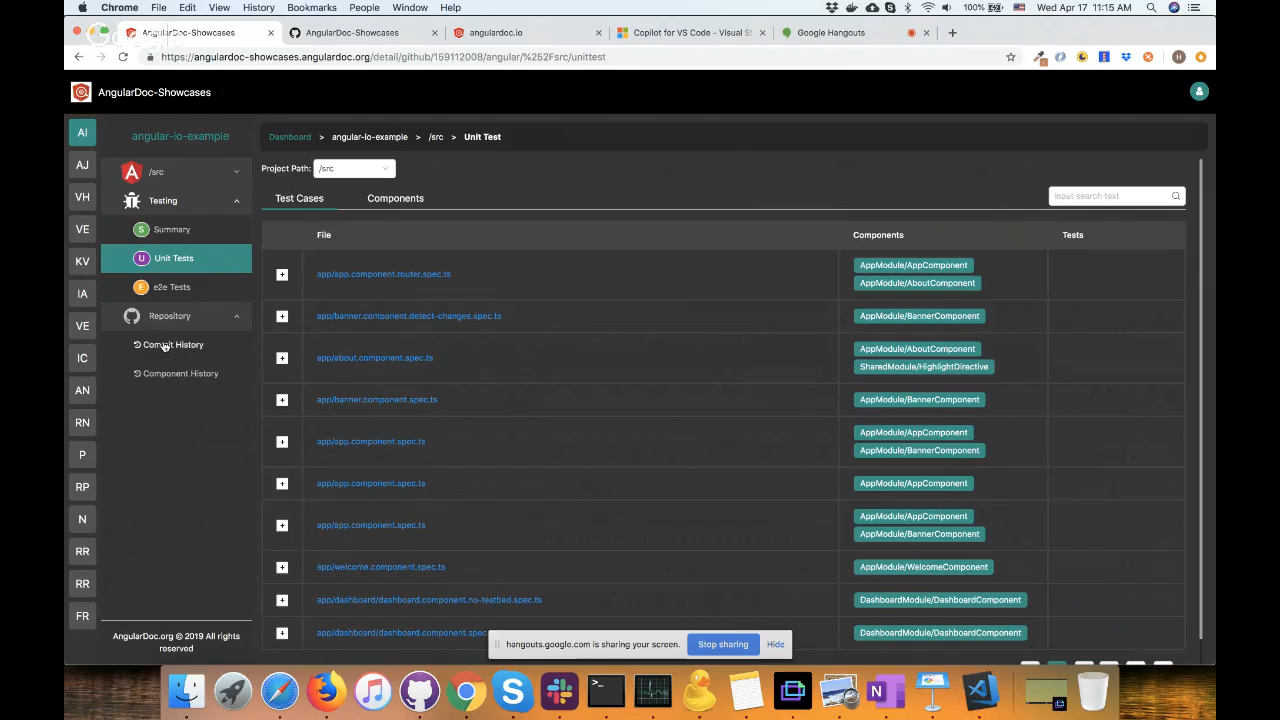 Chrome File Edit View History Bookmarks People Window Help 100% Wed Apr 17 11:15 AM
AngularDoc-Showcases AngularDoc-Showcases angulardoc.io Copilot for VS Code - Visual St Google Hangouts
https://angulardoc-showcases.angulardoc.org/detail/github/159112008/angular/%252Fsrc/unittest H
AngularDoc-Showcases
AI
AJ
VH
VE
KV
IA
VE
IC
AN
RN
P
RP
N
RR
RR
FR
angular-io-example
/src
Testing
S Summary
U Unit Tests
E e2e Tests
Repository
Commit History
Component History
AngularDoc.org © 2019 All rights
reserved
Dashboard > angular-io-example > /src > Unit Test
Project Path: /src
Test Cases Components
Input search text
File Components Tests
+ app/app.component.router.spec.ts AppModule/AppComponent
AppModule/AboutComponent
+ app/banner.component.detect-changes.spec.ts AppModule/BannerComponent
+ app/about.component.spec.ts AppModule/AboutComponent
SharedModule/HighlightDirective
+ app/banner.component.spec.ts AppModule/BannerComponent
+ app/app.component.spec.ts AppModule/AppComponent
AppModule/BannerComponent
+ app/app.component.spec.ts AppModule/AppComponent
+ app/app.component.spec.ts AppModule/AppComponent
AppModule/BannerComponent
+ app/welcome.component.spec.ts AppModule/WelcomeComponent
+ app/dashboard/dashboard.component.no-testbed.spec.ts DashboardModule/DashboardComponent
+ app/dashboard/dashboard.component.spec DashboardModule/DashboardComponent
hangouts.google.com is sharing your screen. Stop sharing Hide